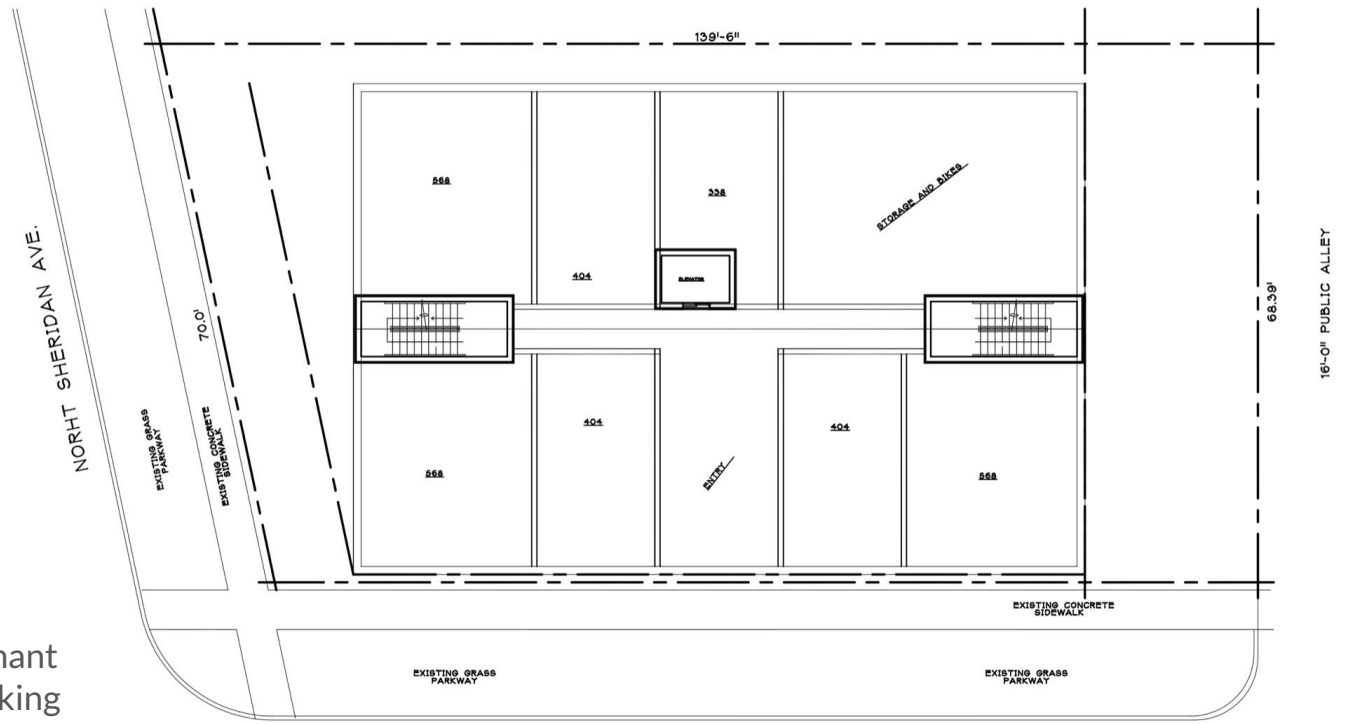 139'-6"
568
338
STORAGE AND BIKES
404
ELEVATOR
NORHT SHERIDAN AVE.
70.0'
68.39'
16'-0" PUBLIC ALLEY
EXISTING GRASS
PARKWAY
EXISTING CONCRETE
SIDEWALK
568
404
ENTRY
404
568
EXISTING CONCRETE
SIDEWALK
nant
king
EXISTING GRASS
PARKWAY
EXISTING GRASS
PARKWAY